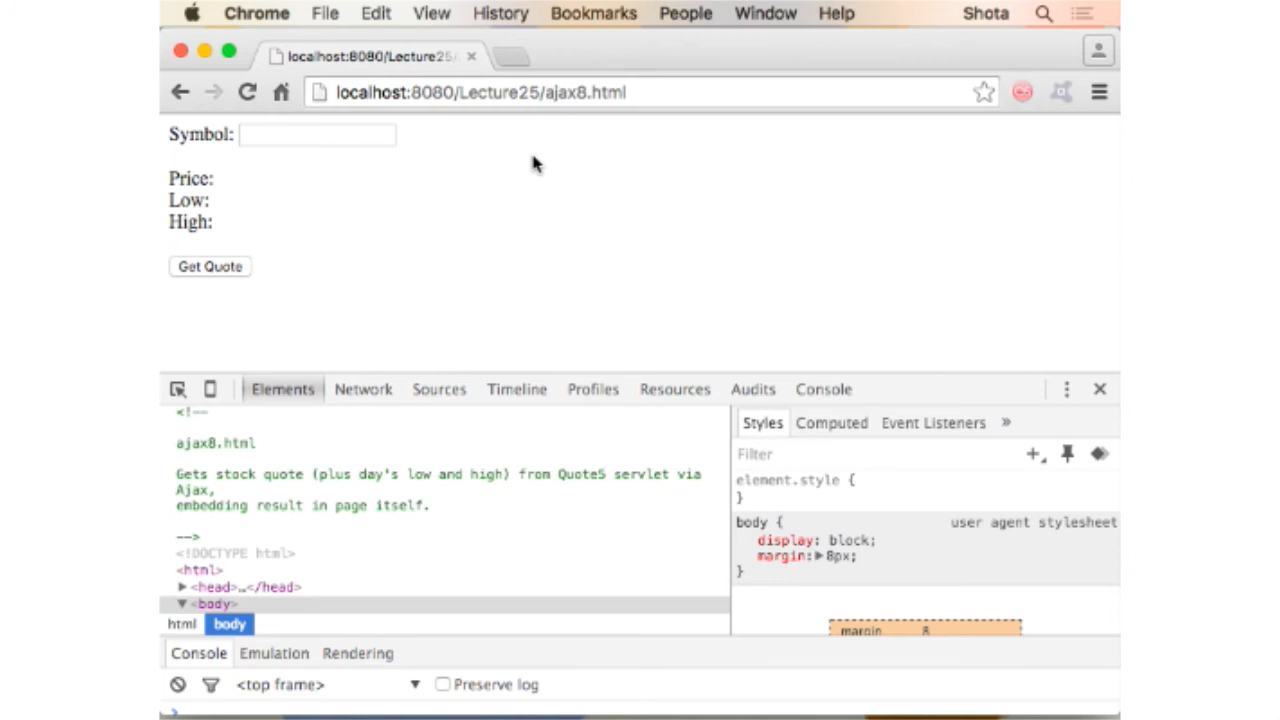 Chrome File Edit View History Bookmarks People Window Help Shota
localhost:8080/Lecture25/
localhost:8080/Lecture25/ajax8.html
Symbol:
Price:
Low:
High:
Get Quote
Elements Network Sources Timeline Profiles Resources Audits Console
<!--
ajax8.html
Gets stock quote (plus day's low and high) from Quote5 servlet via
Ajax,
embedding result in page itself.
-->
<!DOCTYPE html>
<html>
▶<head>…</head>
▼<body>
html body
Styles Computed Event Listeners »
Filter
element.style {
}
body { user agent stylesheet
display: block;
margin:▶8px;
}
margin 8
Console Emulation Rendering
<top frame> ▼ Preserve log